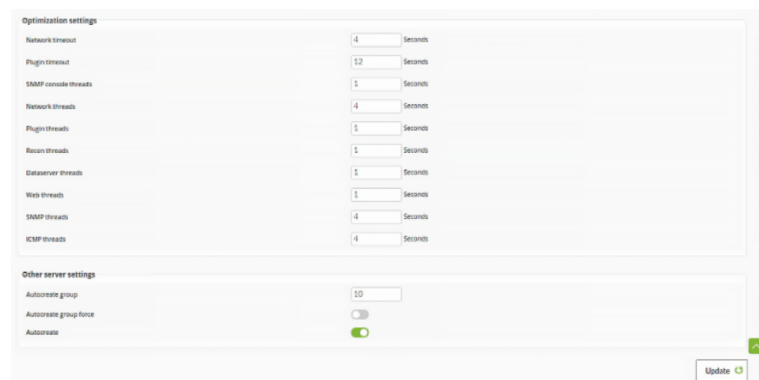 Optimization settings
Network timeout 4 Seconds
Plugin timeout 12 Seconds
SNMP console threads 1 Seconds
Network threads 4 Seconds
Plugin threads 1 Seconds
Recon threads 1 Seconds
Dataserver threads 1 Seconds
Web threads 1 Seconds
SNMP threads 4 Seconds
ICMP threads 4 Seconds
Other server settings
Autocreate group 10
Autocreate group force
Autocreate
Update